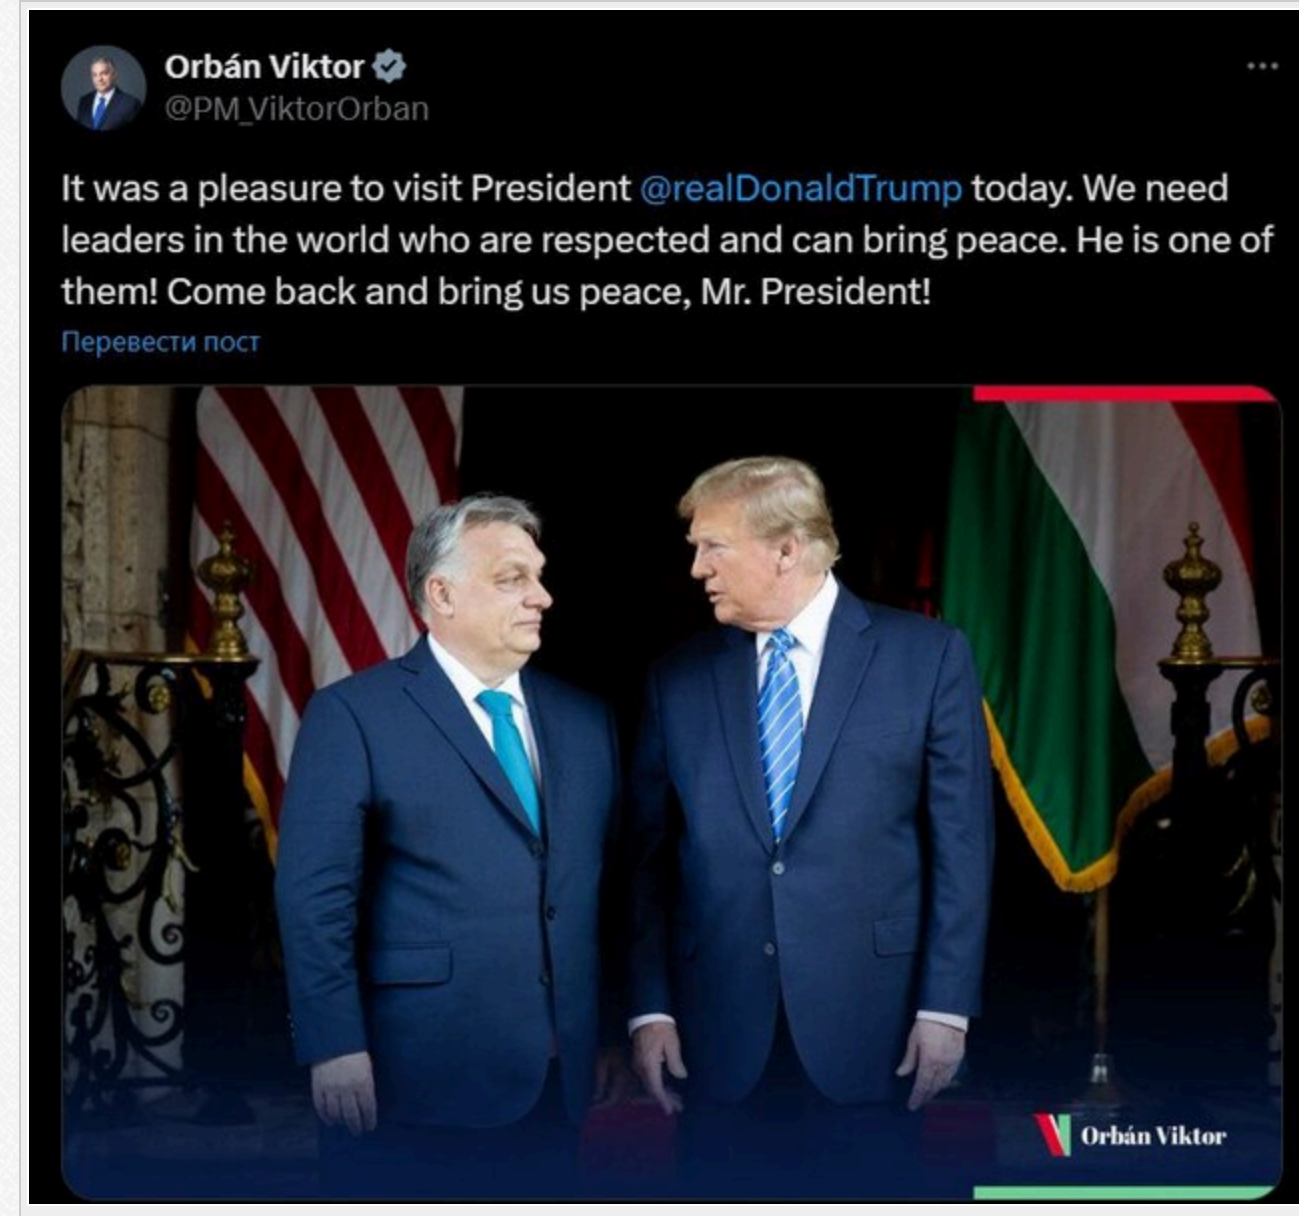 Orbán Viktor
@PM_ViktorOrban
It was a pleasure to visit President @realDonaldTrump today. We need
leaders in the world who are respected and can bring peace. He is one of
them! Come back and bring us peace, Mr. President!
Перевести пост
Orbán Viktor